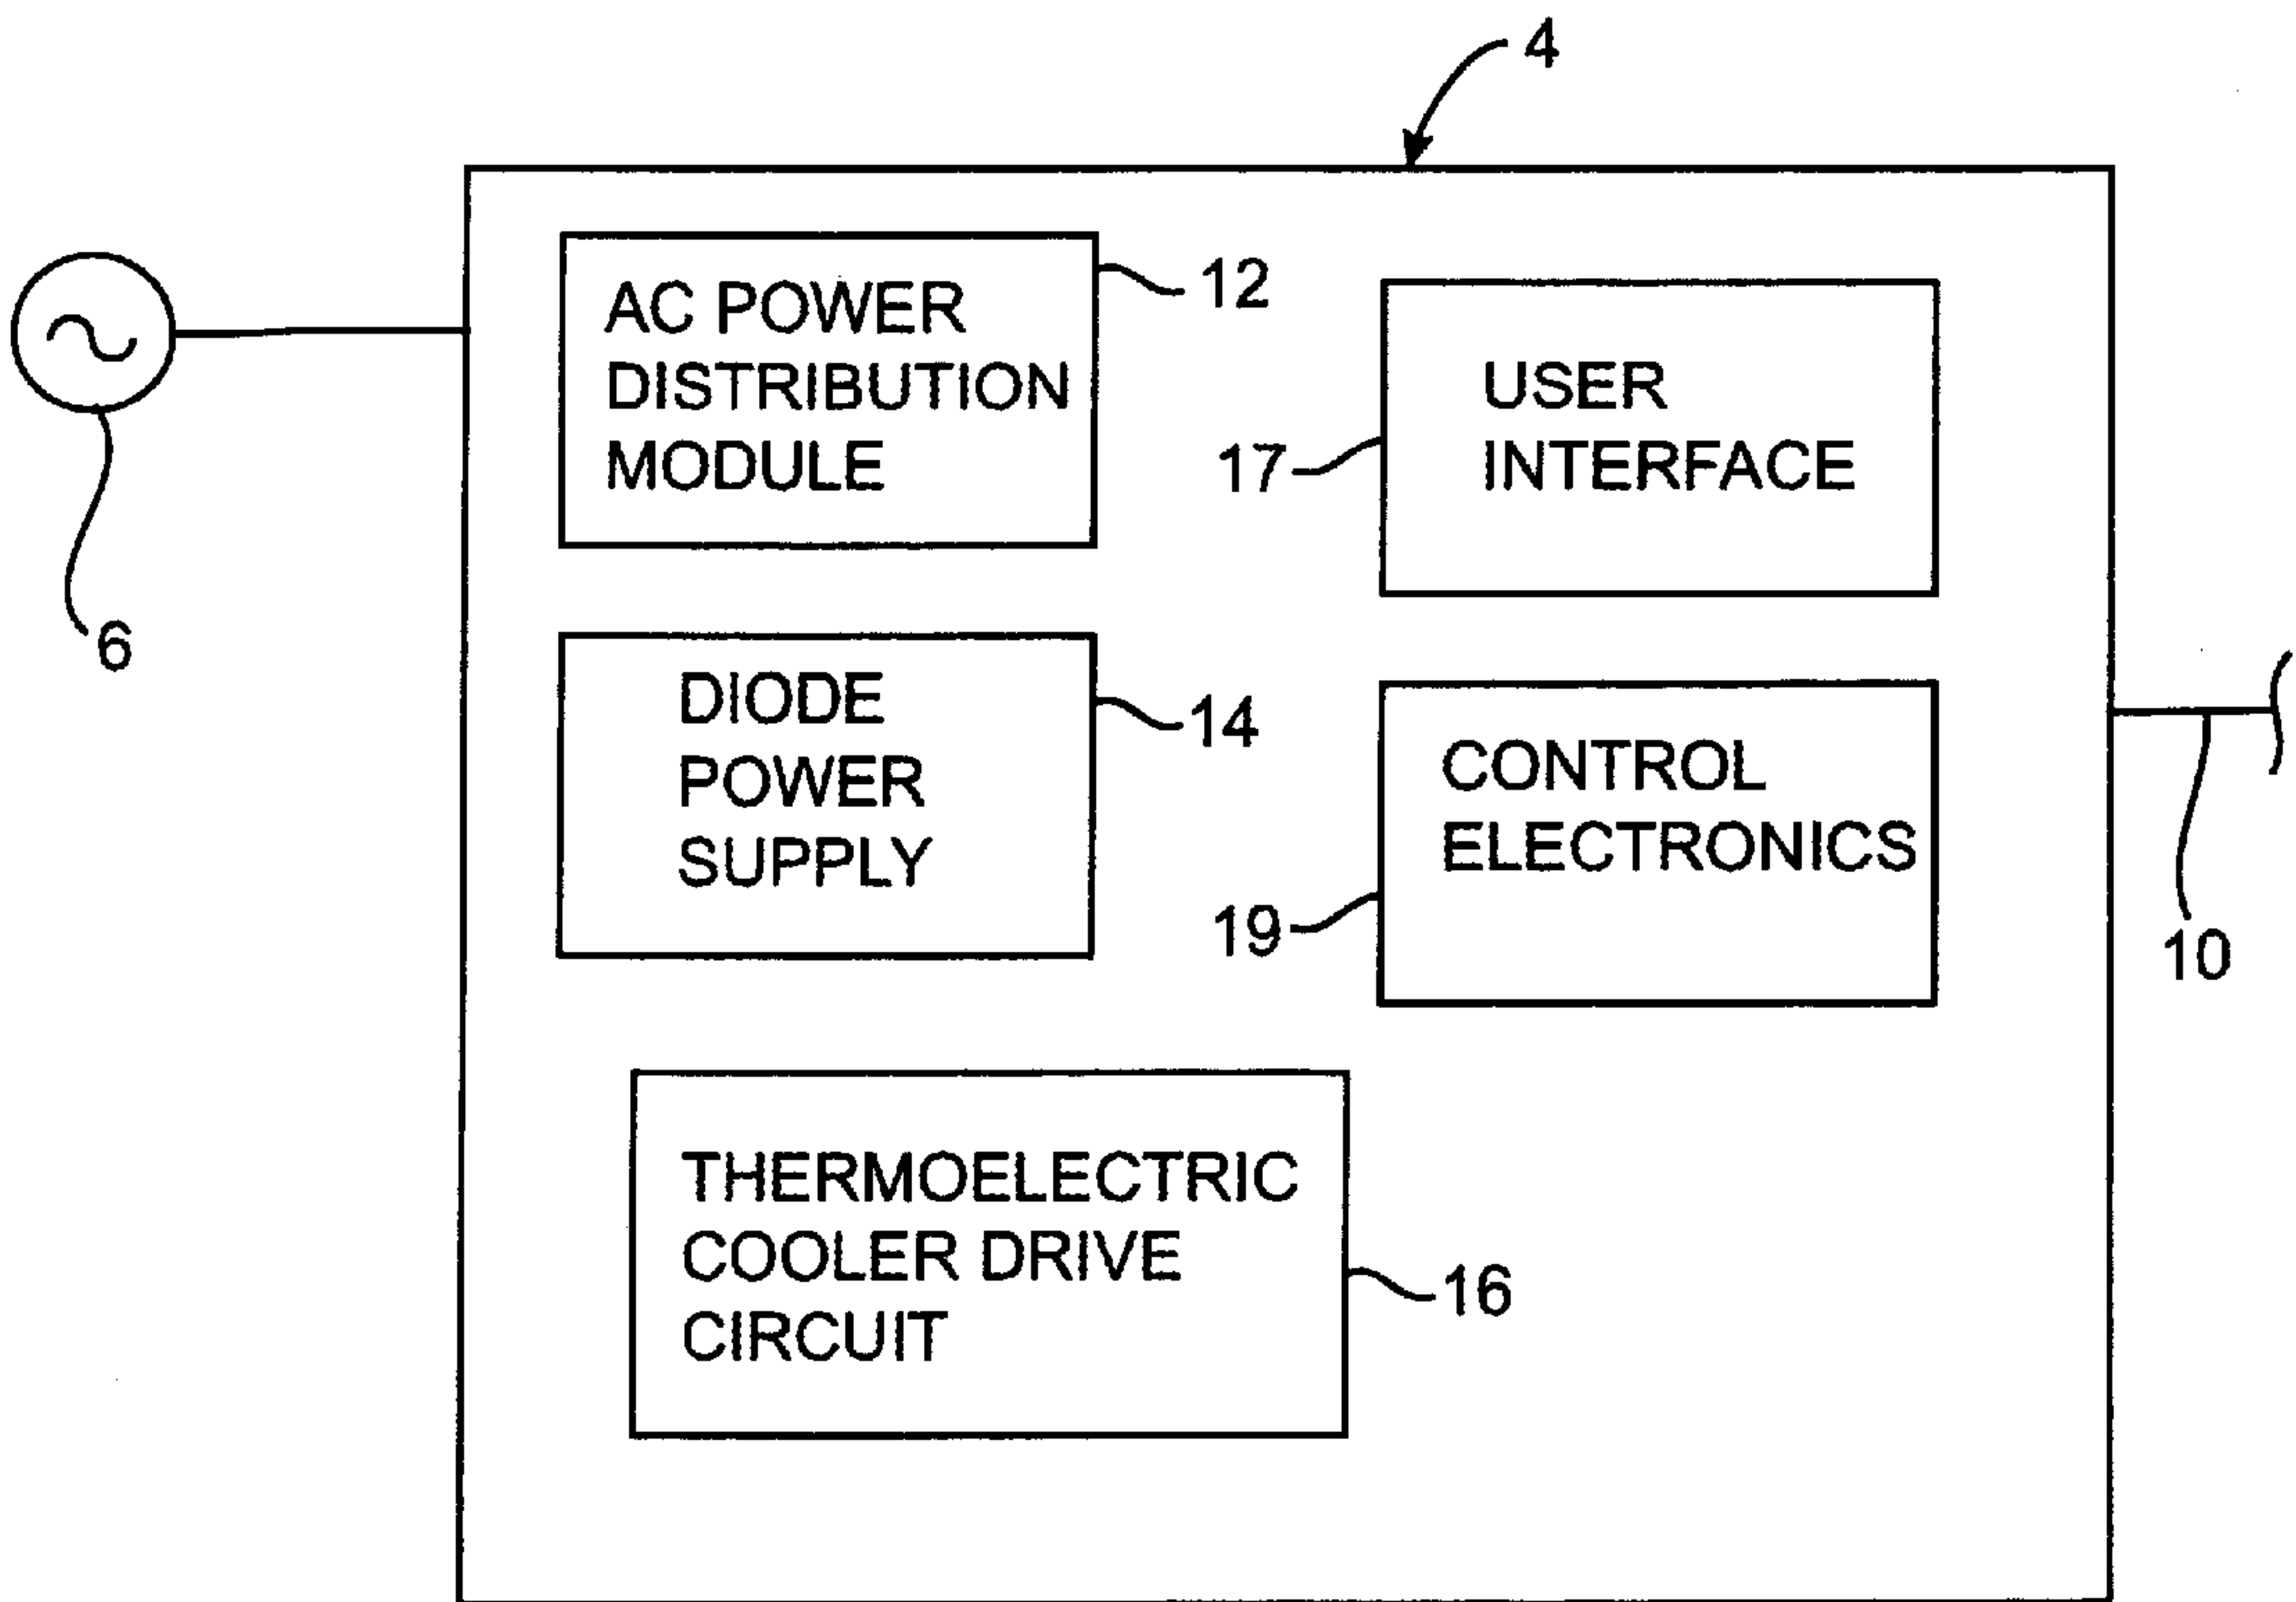 4
AC POWER
DISTRIBUTION
MODULE
12
USER
INTERFACE
17
6
DIODE
POWER
SUPPLY
14
CONTROL
ELECTRONICS
19
10
THERMOELECTRIC
COOLER DRIVE
CIRCUIT
16